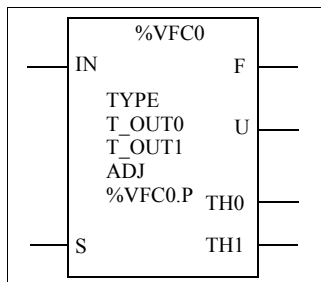 %VFC0
IN
F
TYPE
T_OUT0
U
T_OUT1
ADJ
%VFC0.P
TH0
S
TH1